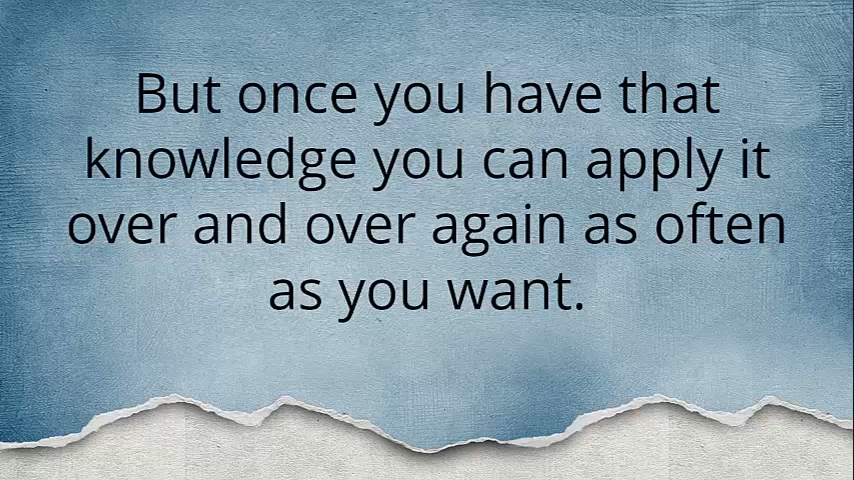 But once you have that
knowledge you can apply it
over and over again as often
as you want.